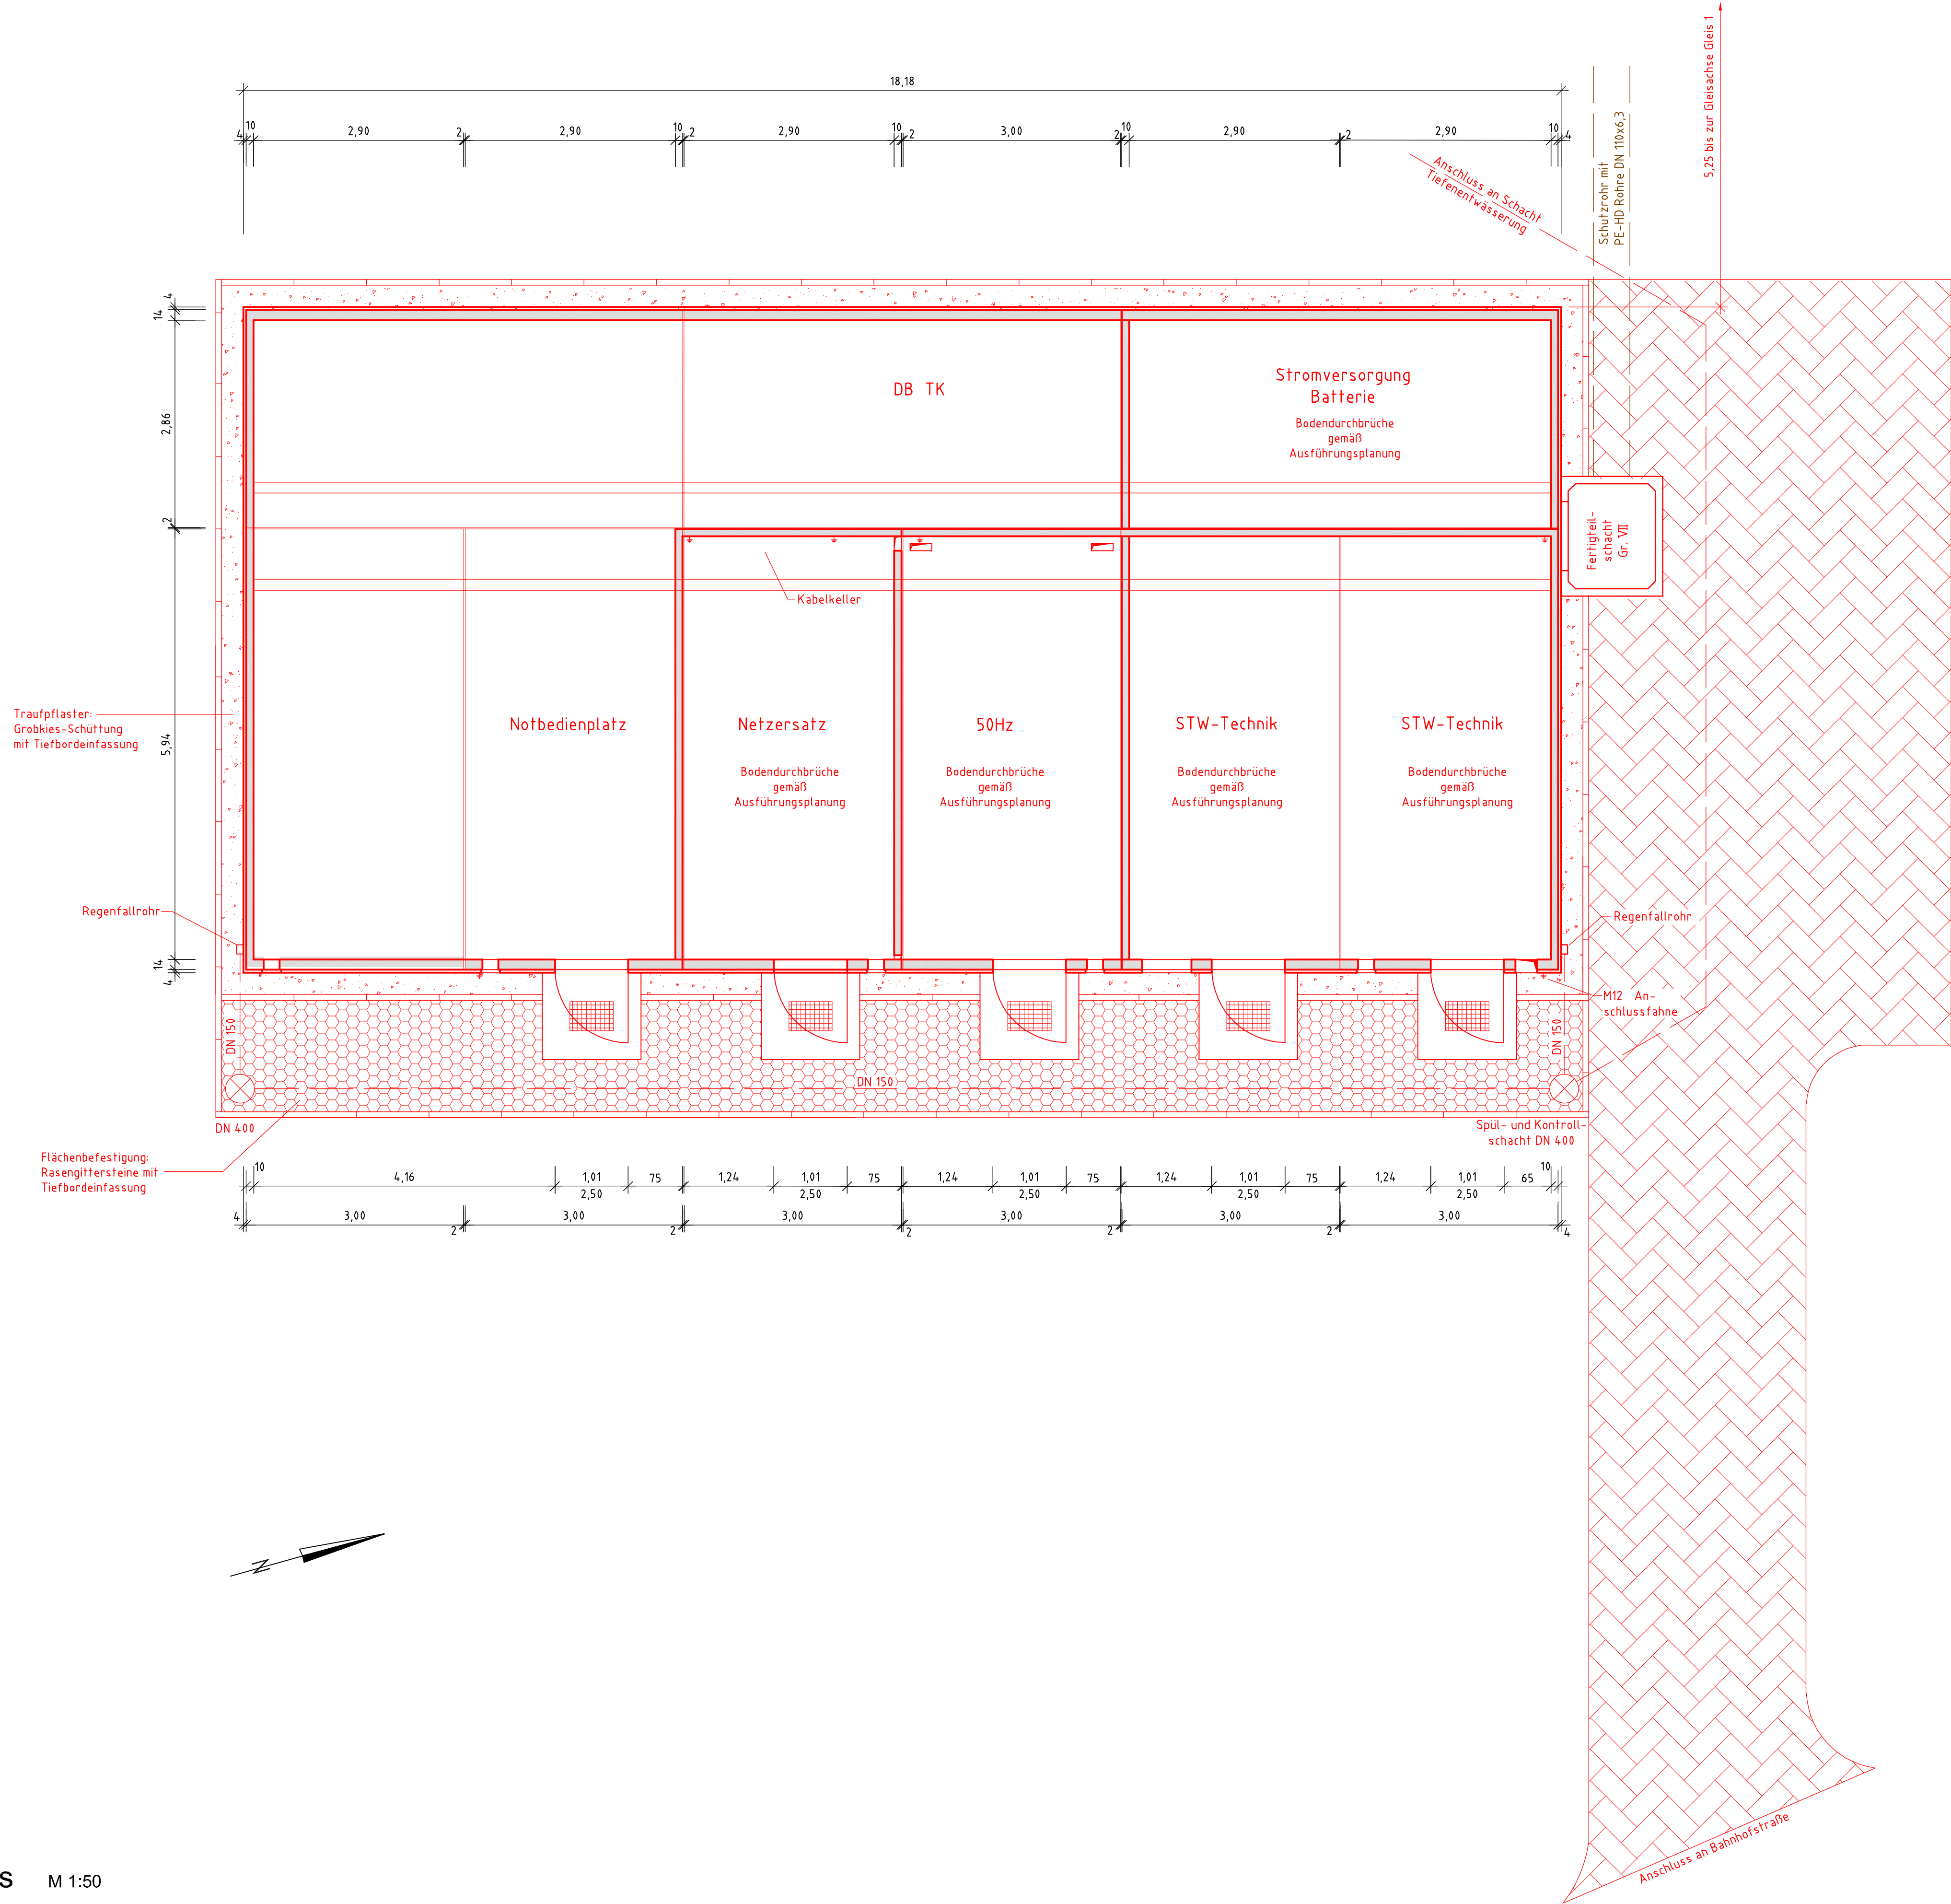 18,18
4
10
2,90
2
2,90
10
2
2,90
10
2
3,00
2
10
2,90
2
2,90
10
4
5,25 bis zur Gleisachse Gleis 1
Schutzrohr mit
PE-HD Rohre DN 110x6,3
Anschluss an Schacht
Tiefenentwässerung
4
14
2,86
2
5,94
14
4
DB TK
Stromversorgung
Batterie
Bodendurchbrüche
gemäß
Ausführungsplanung
Fertigteil-
schacht
Gr. VII
Kabelkeller
Traufpflaster:
Grobkies-Schüttung
mit Tiefbordeinfassung
Notbedienplatz
Netzersatz
Bodendurchbrüche
gemäß
Ausführungsplanung
50Hz
Bodendurchbrüche
gemäß
Ausführungsplanung
STW-Technik
Bodendurchbrüche
gemäß
Ausführungsplanung
STW-Technik
Bodendurchbrüche
gemäß
Ausführungsplanung
Regenfallrohr
Regenfallrohr
M12 An-
schlussfahne
DN 150
DN 150
DN 150
DN 400
Spül- und Kontroll-
schacht DN 400
Flächenbefestigung:
Rasengittersteine mit
Tiefbordeinfassung
10
4,16
1,01
2,50
75
1,24
1,01
2,50
75
1,24
1,01
2,50
75
1,24
1,01
2,50
75
1,24
1,01
2,50
65
10
4
3,00
2
3,00
2
3,00
2
3,00
2
3,00
2
3,00
4
N
Anschluss an Bahnhofstraße
s M 1:50